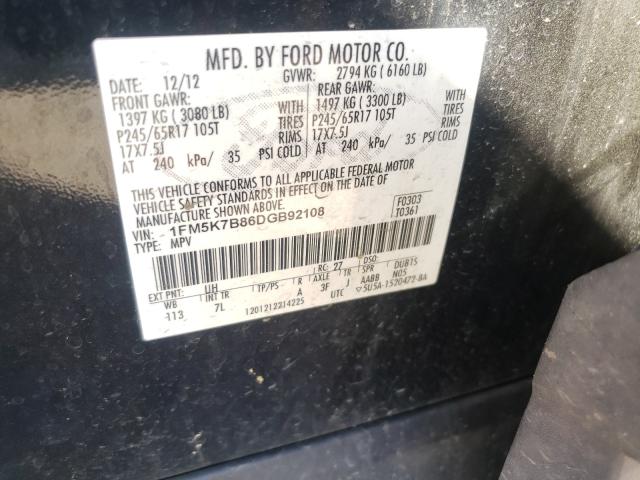 MFD. BY FORD MOTOR CO.
DATE: 12/12 GVWR: 2794 KG ( 6160 LB)
FRONT GAWR: REAR GAWR:
1397 KG ( 3080 LB) WITH 1497 KG ( 3300 LB) WITH
P245/65R17 105T TIRES P245/65R17 105T TIRES
17X7.5J RIMS 17X7.5J RIMS
AT 240 kPa/ 35 PSI COLD AT 240 kPa/ 35 PSI COLD
THIS VEHICLE CONFORMS TO ALL APPLICABLE FEDERAL MOTOR
VEHICLE SAFETY STANDARDS IN EFFECT ON THE DATE OF
MANUFACTURE SHOWN ABOVE.
VIN: 1FM5K7B86DGB92108 F0303
TYPE: MPV T0361
EXT PNT: UH RC: 27 DSO:
WB INT TR TP/PS R AXLE TR SPR DUBTS
113 7L A 3F J AABB N05
1201212214225 UTC 5U5A-1520472-BA